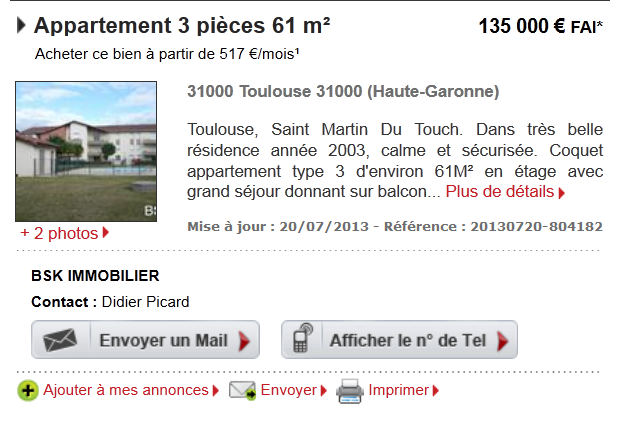 Appartement 3 pièces 61 m² 135 000 € FAI*
Acheter ce bien à partir de 517 €/mois¹
31000 Toulouse 31000 (Haute-Garonne)
Toulouse, Saint Martin Du Touch. Dans très belle
résidence année 2003, calme et sécurisée. Coquet
appartement type 3 d'environ 61M² en étage avec
grand séjour donnant sur balcon... Plus de détails
+ 2 photos
Mise à jour : 20/07/2013 - Référence : 20130720-804182
BSK IMMOBILIER
Contact : Didier Picard
Envoyer un Mail Afficher le n° de Tel
Ajouter à mes annonces Envoyer Imprimer